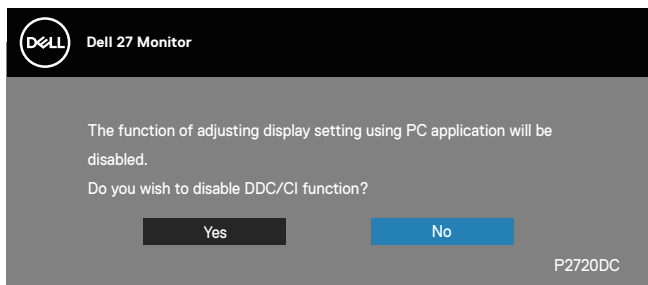 DELL
Dell 27 Monitor
The function of adjusting display setting using PC application will be
disabled.
Do you wish to disable DDC/CI function?
Yes
No
P2720DC